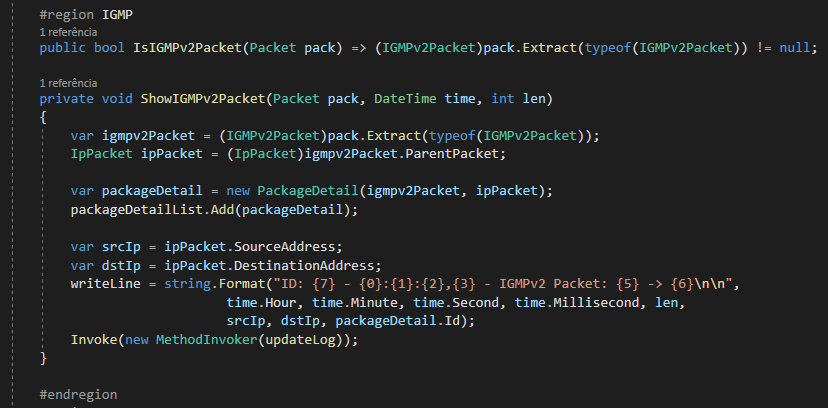 #region IGMP
1 referência
public bool IsIGMPv2Packet(Packet pack) => (IGMPv2Packet)pack.Extract(typeof(IGMPv2Packet)) != null;
1 referência
private void ShowIGMPv2Packet(Packet pack, DateTime time, int len)
{
var igmpv2Packet = (IGMPv2Packet)pack.Extract(typeof(IGMPv2Packet));
IpPacket ipPacket = (IpPacket)igmpv2Packet.ParentPacket;
var packageDetail = new PackageDetail(igmpv2Packet, ipPacket);
packageDetailList.Add(packageDetail);
var srcIp = ipPacket.SourceAddress;
var dstIp = ipPacket.DestinationAddress;
writeLine = string.Format("ID: {7} - {0}:{1}:{2},{3} - IGMPv2 Packet: {5} -> {6}\n\n",
time.Hour, time.Minute, time.Second, time.Millisecond, len,
srcIp, dstIp, packageDetail.Id);
Invoke(new MethodInvoker(updateLog));
}
#endregion